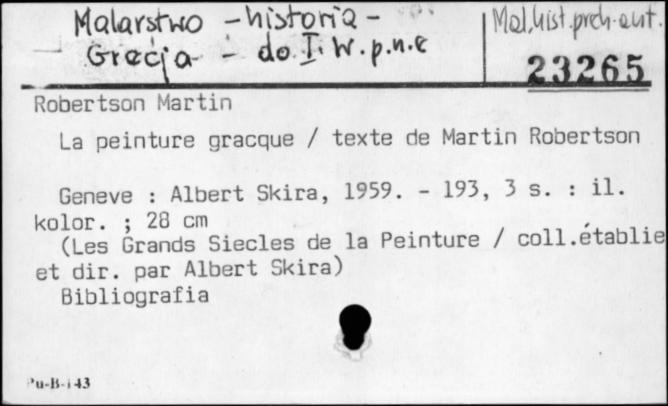 Malarstwo - historia - Mal.hist.preh-ant.
Grecja - do I w.p.n.e
23265
Robertson Martin
La peinture gracque / texte de Martin Robertson
Geneve : Albert Skira, 1959. - 193, 3 s. : il.
kolor. ; 28 cm
(Les Grands Siecles de la Peinture / coll.établie
et dir. par Albert Skira)
Bibliografia
Pu-B-143